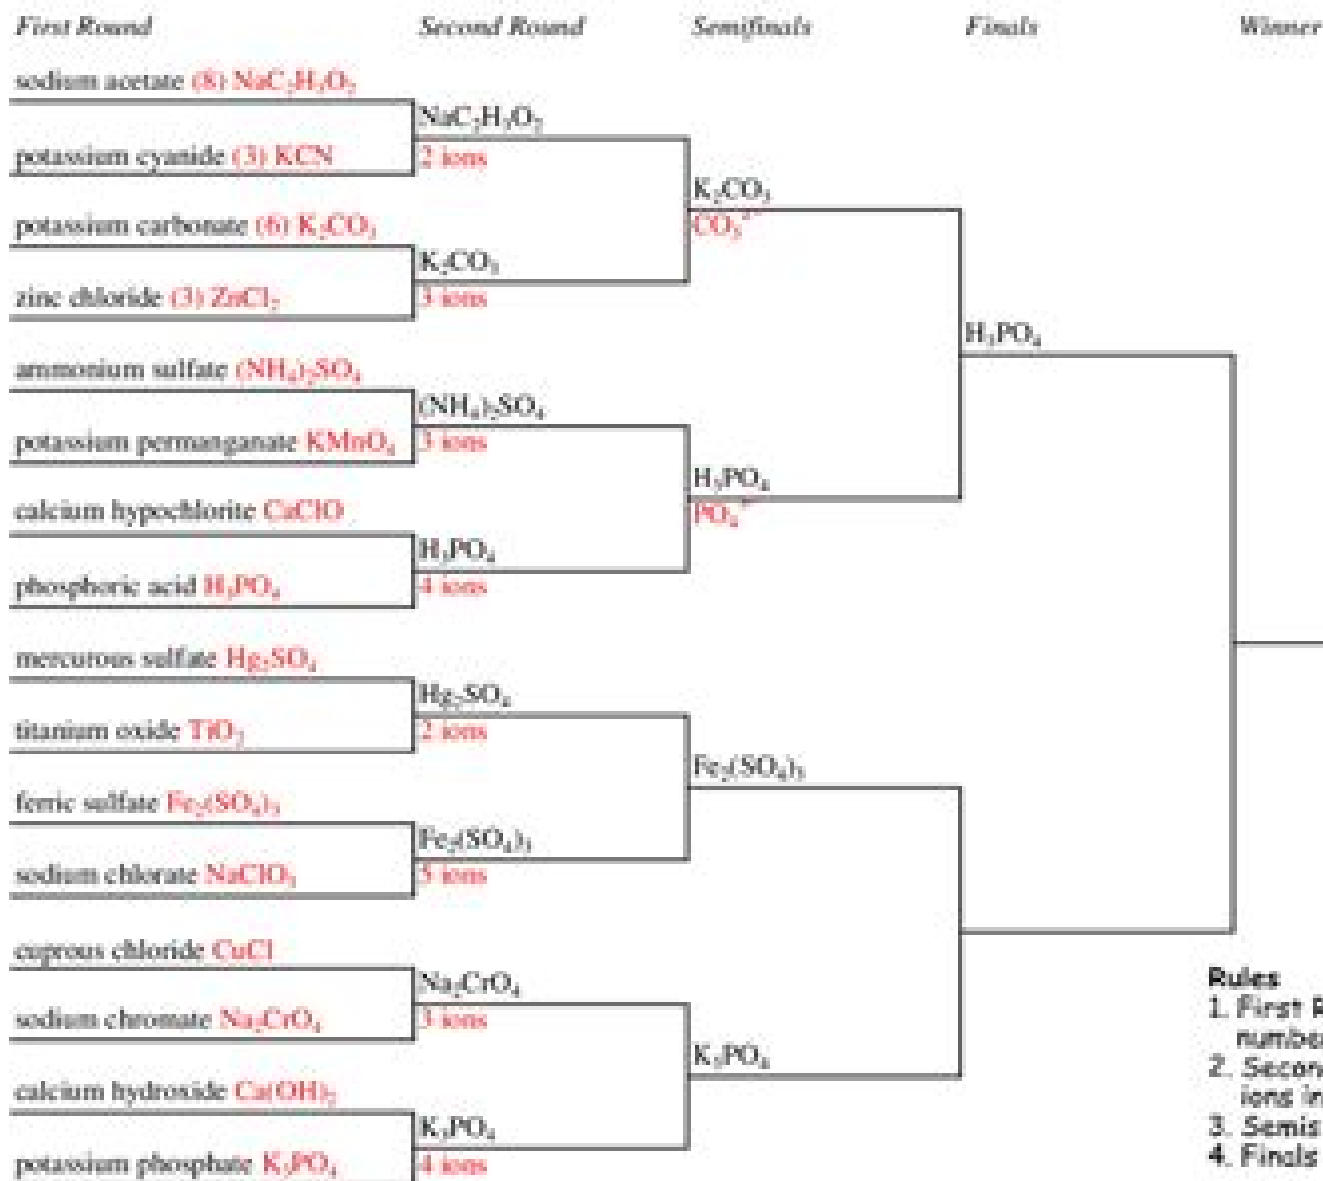 First Round Second Round Semifinals Finals Winner
sodium acetate (8) NaC₂H₃O₂
NaC₂H₃O₂
potassium cyanide (3) KCN
2 ions
K₂CO₃
potassium carbonate (6) K₂CO₃
CO₃²⁻
K₂CO₃
zinc chloride (3) ZnCl₂
3 ions
H₃PO₄
ammonium sulfate (NH₄)₂SO₄
(NH₄)₂SO₄
potassium permanganate KMnO₄
3 ions
H₃PO₄
calcium hypochlorite CaClO
PO₄³⁻
H₃PO₄
phosphoric acid H₃PO₄
4 ions
mercurous sulfate Hg₂SO₄
Hg₂SO₄
titanium oxide TiO₂
2 ions
Fe₂(SO₄)₃
ferric sulfate Fe₂(SO₄)₃
Fe₂(SO₄)₃
sodium chlorate NaClO₃
5 ions
cuprous chloride CuCl
Na₂CrO₄
sodium chromate Na₂CrO₄
3 ions
K₃PO₄
calcium hydroxide Ca(OH)₂
K₃PO₄
potassium phosphate K₃PO₄
4 ions
Rules
1. First R
number
2. Secon
ions in
3. Semis
4. Finals